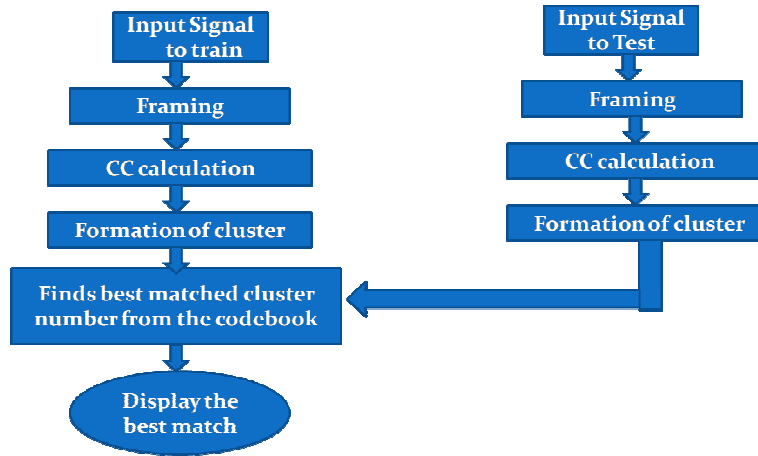 Input Signal
to train
Framing
CC calculation
Formation of cluster
Finds best matched cluster
number from the codebook
Display the
best match
Input Signal
to Test
Framing
CC calculation
Formation of cluster